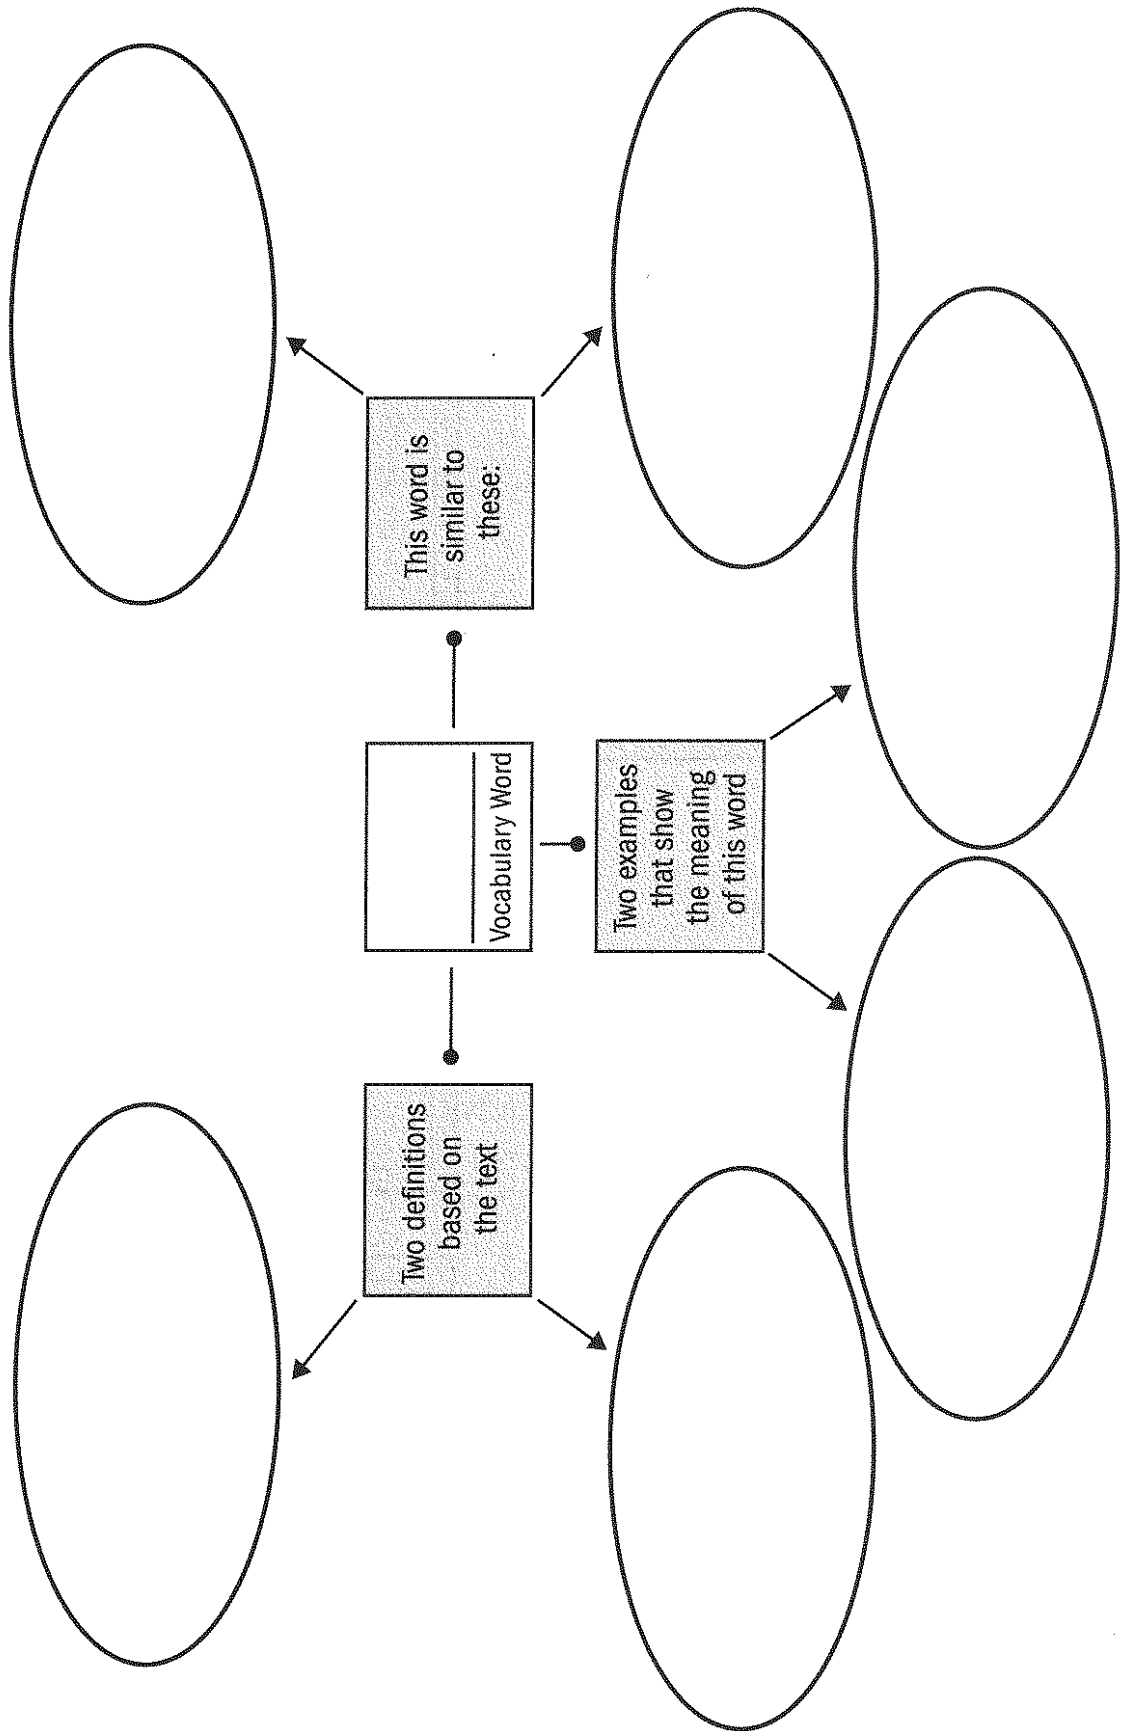 Two definitions
based on
the text
Vocabulary Word
This word is
similar to
these:
Two examples
that show
the meaning
of this word